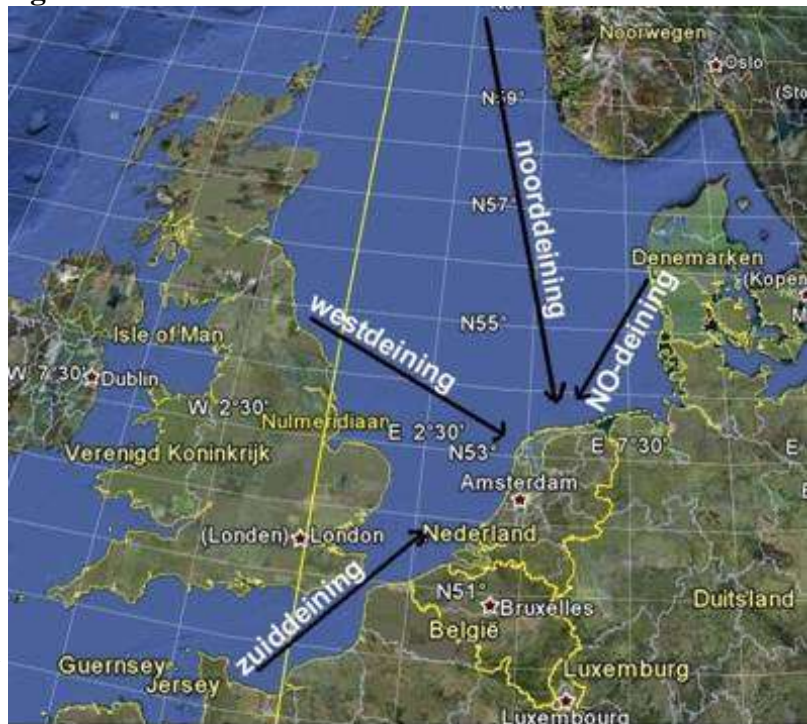 Noorwegen
Oslo
N59°
noorddeining
N57°
Denemarken
(Kopen
westdeining
N55°
NO-deining
Isle of Man
W 7°30'
Dublin
W 2°30'
Nulmeridiaan
E 2°30'
N53°
E 7°30'
E
Verenigd Koninkrijk
Amsterdam
(Londen)
London
Nederland
zuiddeining
N51°
Bruxelles
Duitsland
België
Guernsey
Jersey
Luxemburg
Luxembourg